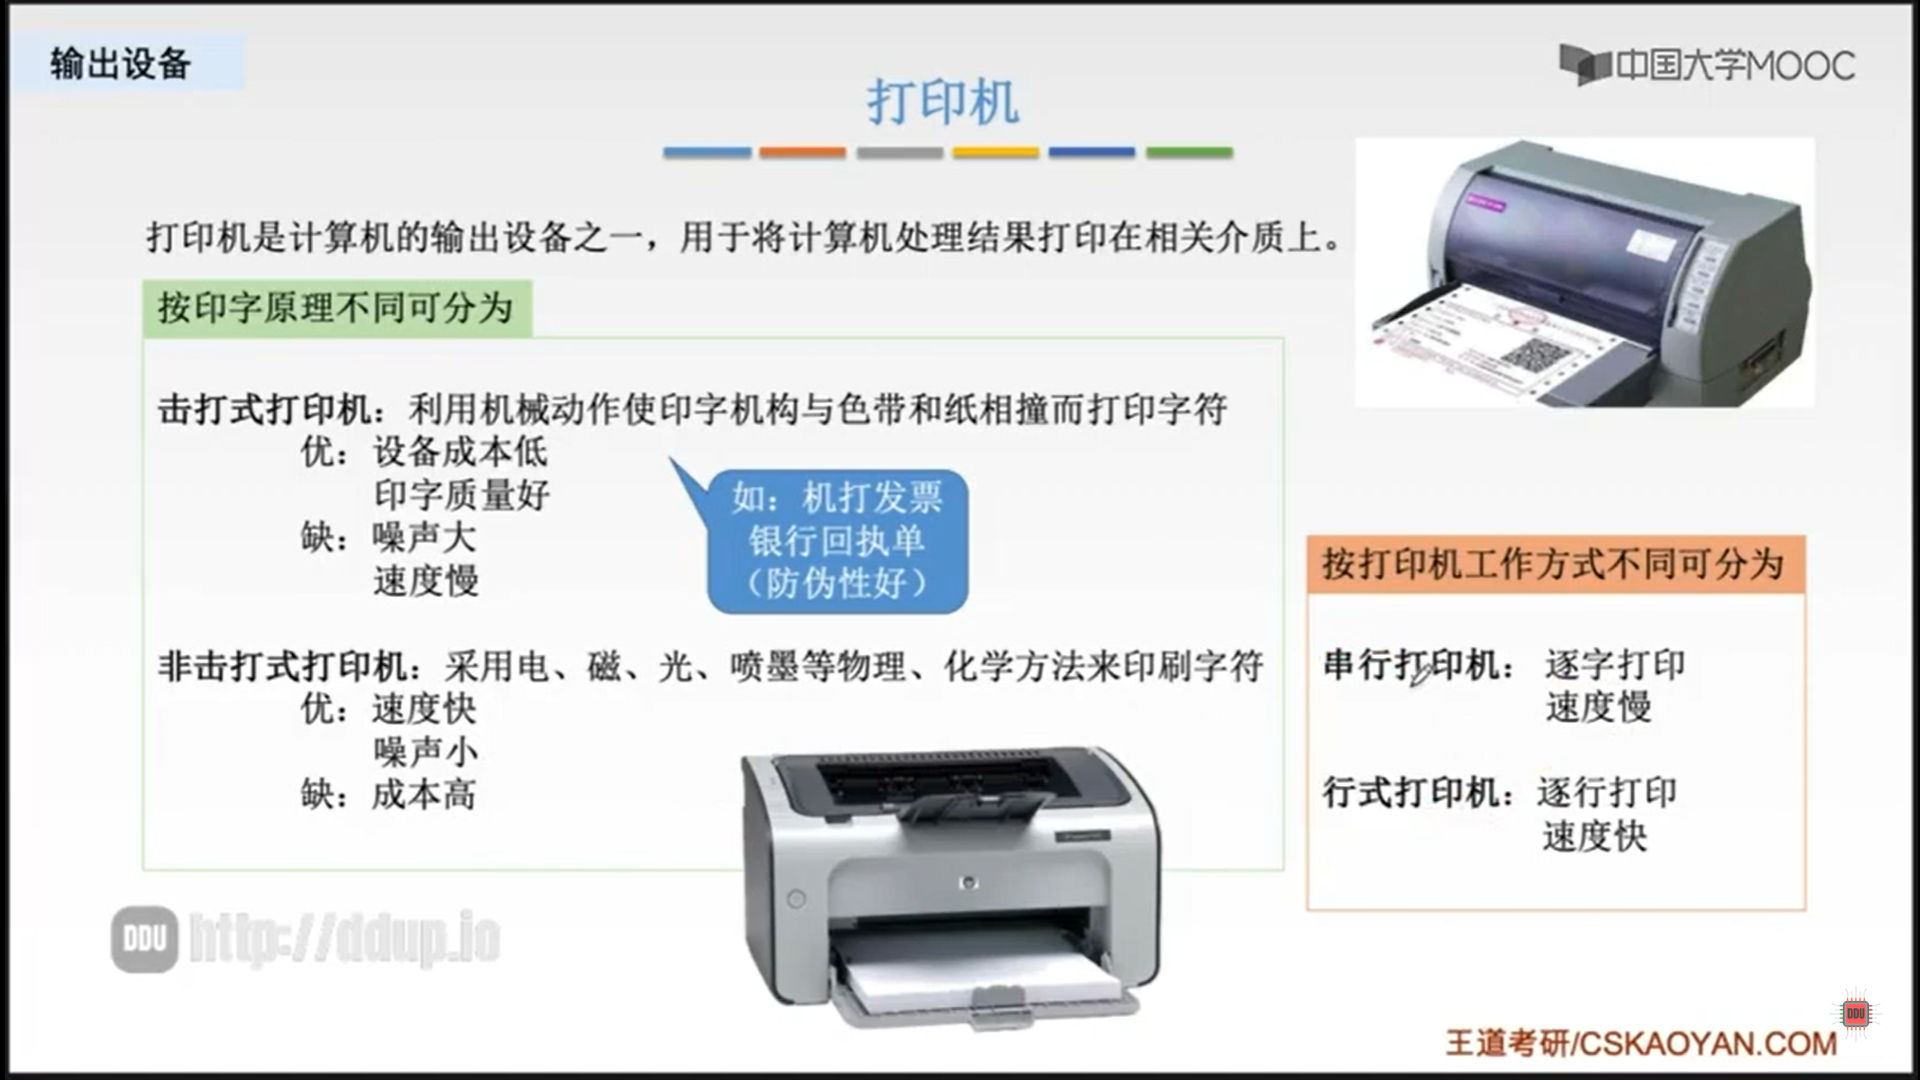 输出设备
中国大学MOOC
打印机
打印机是计算机的输出设备之一，用于将计算机处理结果打印在相关介质上。
按印字原理不同可分为
击打式打印机：利用机械动作使印字机构与色带和纸相撞而打印字符
优：设备成本低
印字质量好
缺：噪声大
速度慢
如：机打发票
银行回执单
（防伪性好）
非击打式打印机：采用电、磁、光、喷墨等物理、化学方法来印刷字符
优：速度快
噪声小
缺：成本高
按打印机工作方式不同可分为
串行打印机： 逐字打印
速度慢
行式打印机：逐行打印
速度快
DDU http://ddup.io
DDU
王道考研/CSKAOYAN.COM